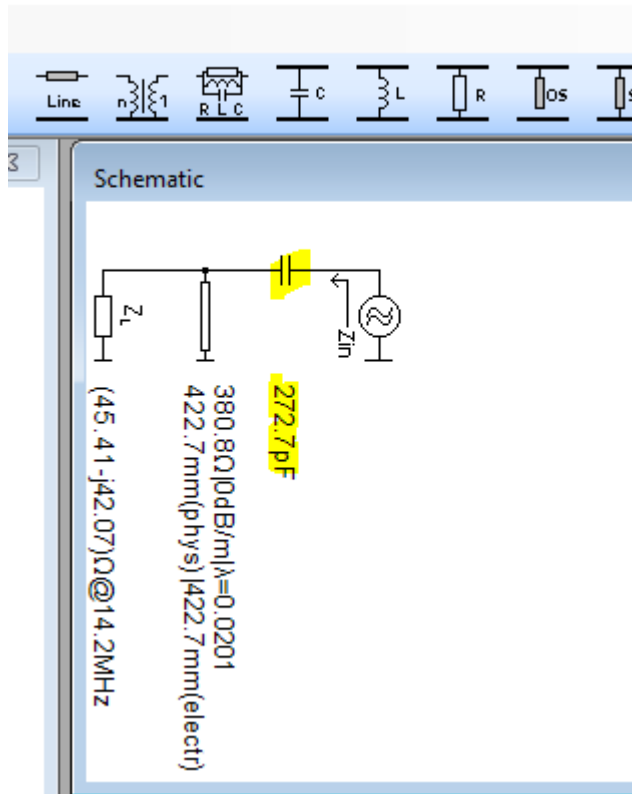 Line
n 1
R L C
C
L
R
OS
Schematic
ZL
Zin
272.7pF
380.8Ω|0dB/m|λ=0.0201
422.7mm(phys)|422.7mm(electr)
(45.41-j42.07)Ω@14.2MHz